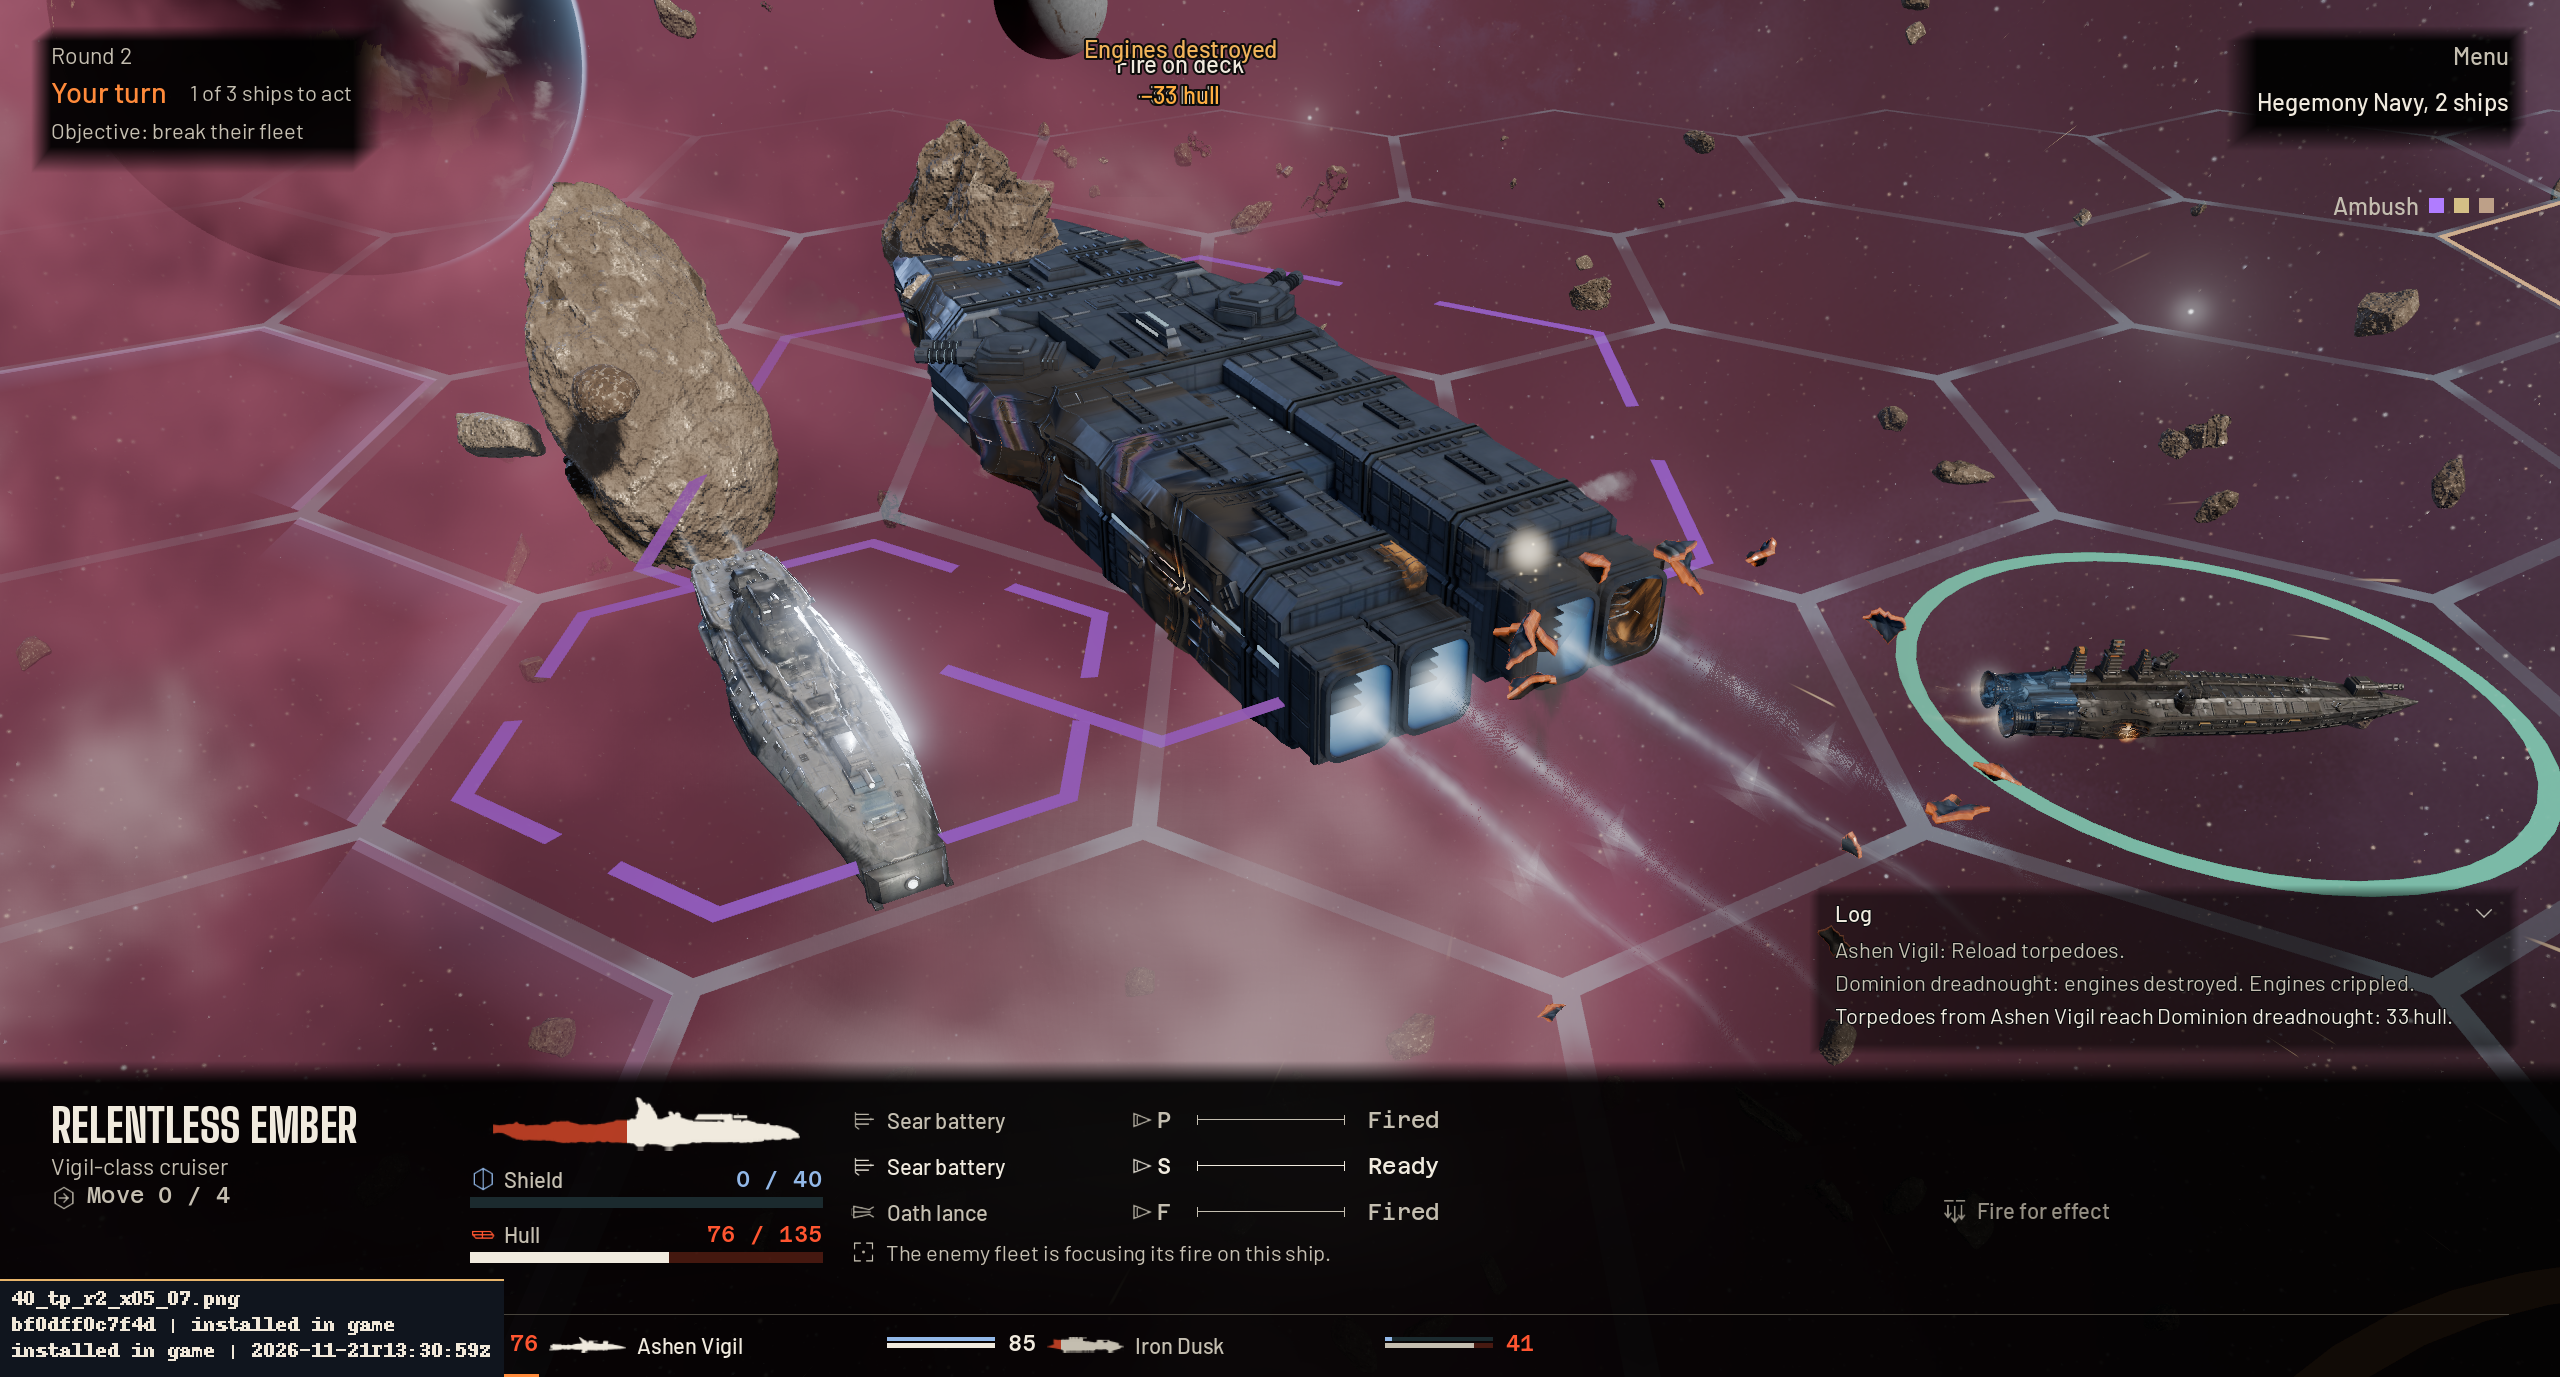 Round 2
Your turn 1 of 3 ships to act
Objective: break their fleet
Engines destroyed
Fire on deck
–33 hull
Menu
Hegemony Navy, 2 ships
Ambush
Log
Ashen Vigil: Reload torpedoes.
Dominion dreadnought: engines destroyed. Engines crippled.
Torpedoes from Ashen Vigil reach Dominion dreadnought: 33 hull.
RELENTLESS EMBER
Vigil-class cruiser
Move 0 / 4
Shield 0 / 40
Hull 76 / 135
Sear battery P Fired
Sear battery S Ready
Oath lance F Fired
The enemy fleet is focusing its fire on this ship.
Fire for effect
40_tp_r2_x05_07.png
bf0dff0c7f4d | installed in game
installed in game | 2026-11-21T13:30:59Z
76 Ashen Vigil 85 Iron Dusk 41